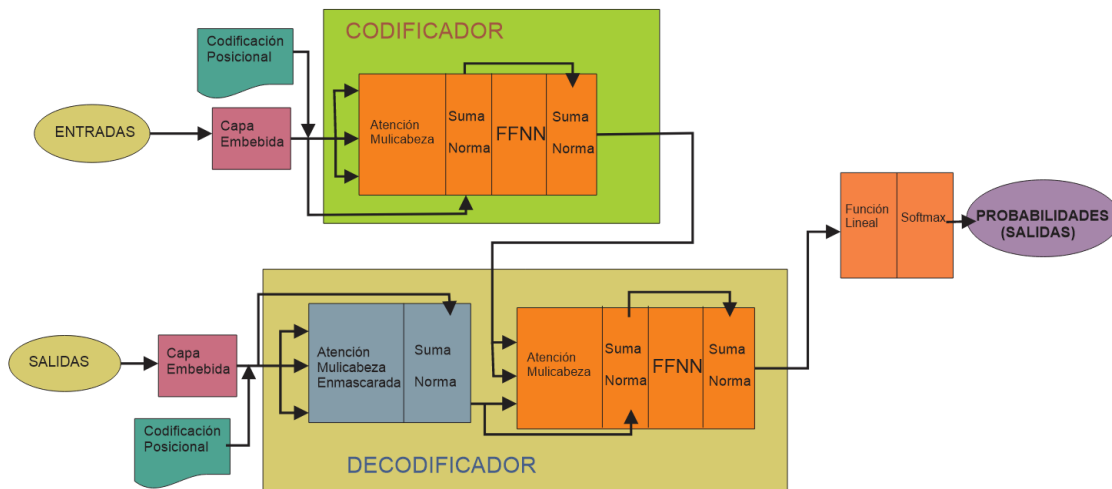 CODIFICADOR
Codificación
Posicional
ENTRADAS
Capa
Embebida
Atención
Mulicabeza
Suma
Norma
FFNN
Suma
Norma
Función
Lineal
Softmax
PROBABILIDADES
(SALIDAS)
SALIDAS
Capa
Embebida
Codificación
Posicional
Atención
Mulicabeza
Enmascarada
Suma
Norma
Atención
Mulicabeza
Suma
Norma
FFNN
Suma
Norma
DECODIFICADOR